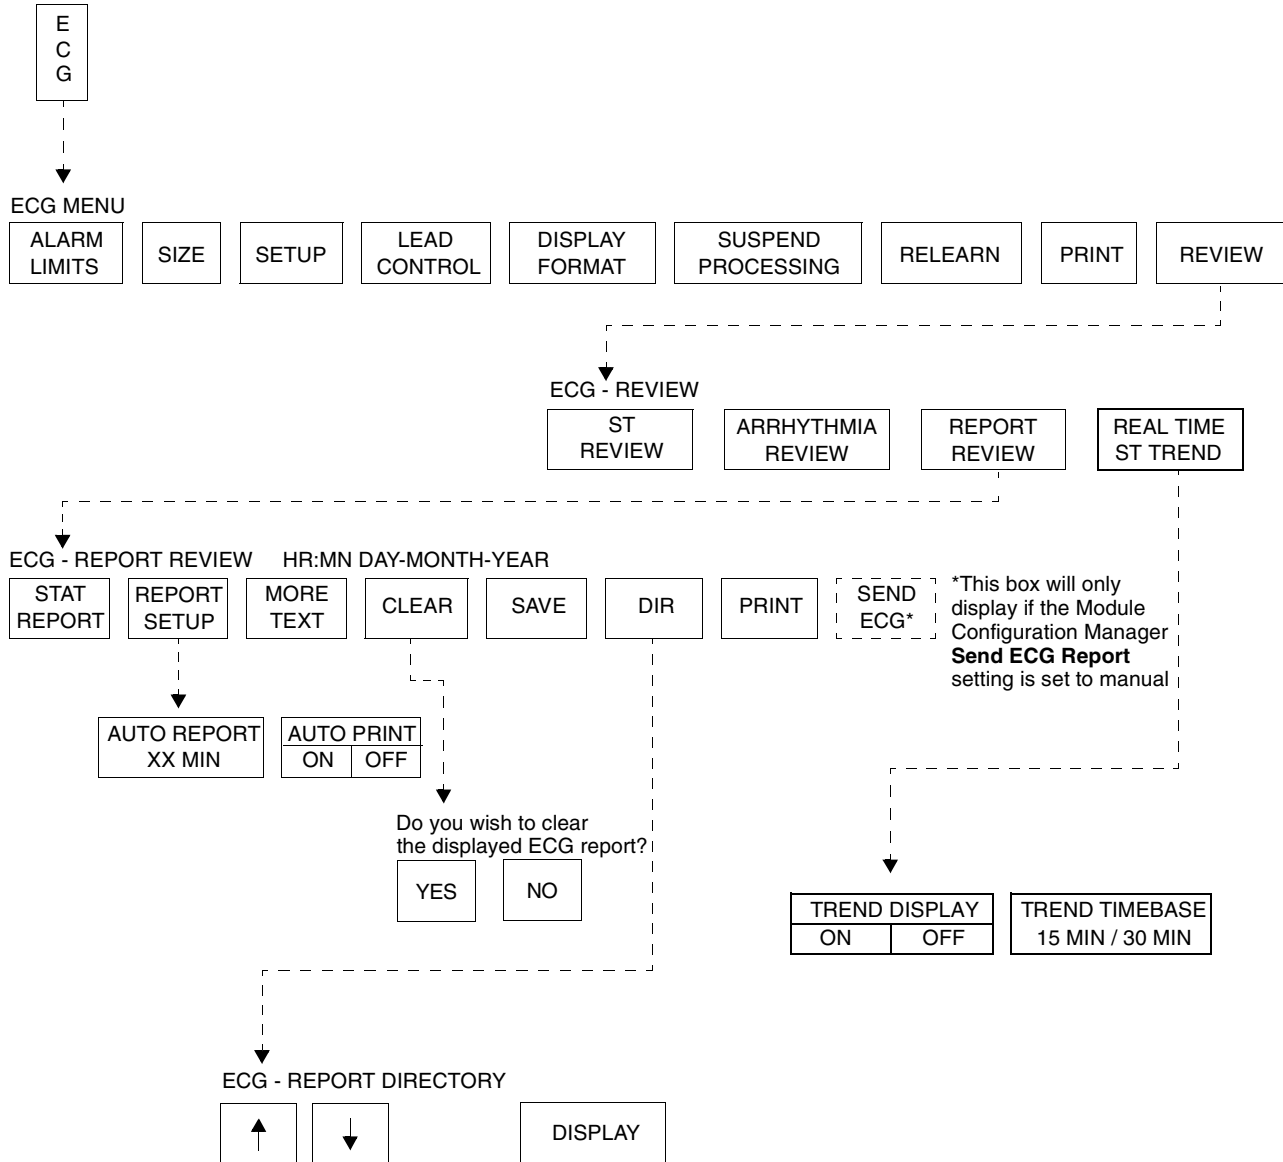 E
C
G
ECG MENU
ALARM
LIMITS
SIZE
SETUP
LEAD
CONTROL
DISPLAY
FORMAT
SUSPEND
PROCESSING
RELEARN
PRINT
REVIEW
ECG - REVIEW
ST
REVIEW
ARRHYTHMIA
REVIEW
REPORT
REVIEW
REAL TIME
ST TREND
ECG - REPORT REVIEW HR:MN DAY-MONTH-YEAR
STAT
REPORT
REPORT
SETUP
MORE
TEXT
CLEAR
SAVE
DIR
PRINT
SEND
ECG*
*This box will only
display if the Module
Configuration Manager
Send ECG Report
setting is set to manual
AUTO REPORT
XX MIN
AUTO PRINT
ON OFF
Do you wish to clear
the displayed ECG report?
YES
NO
TREND DISPLAY
ON OFF
TREND TIMEBASE
15 MIN / 30 MIN
ECG - REPORT DIRECTORY
DISPLAY